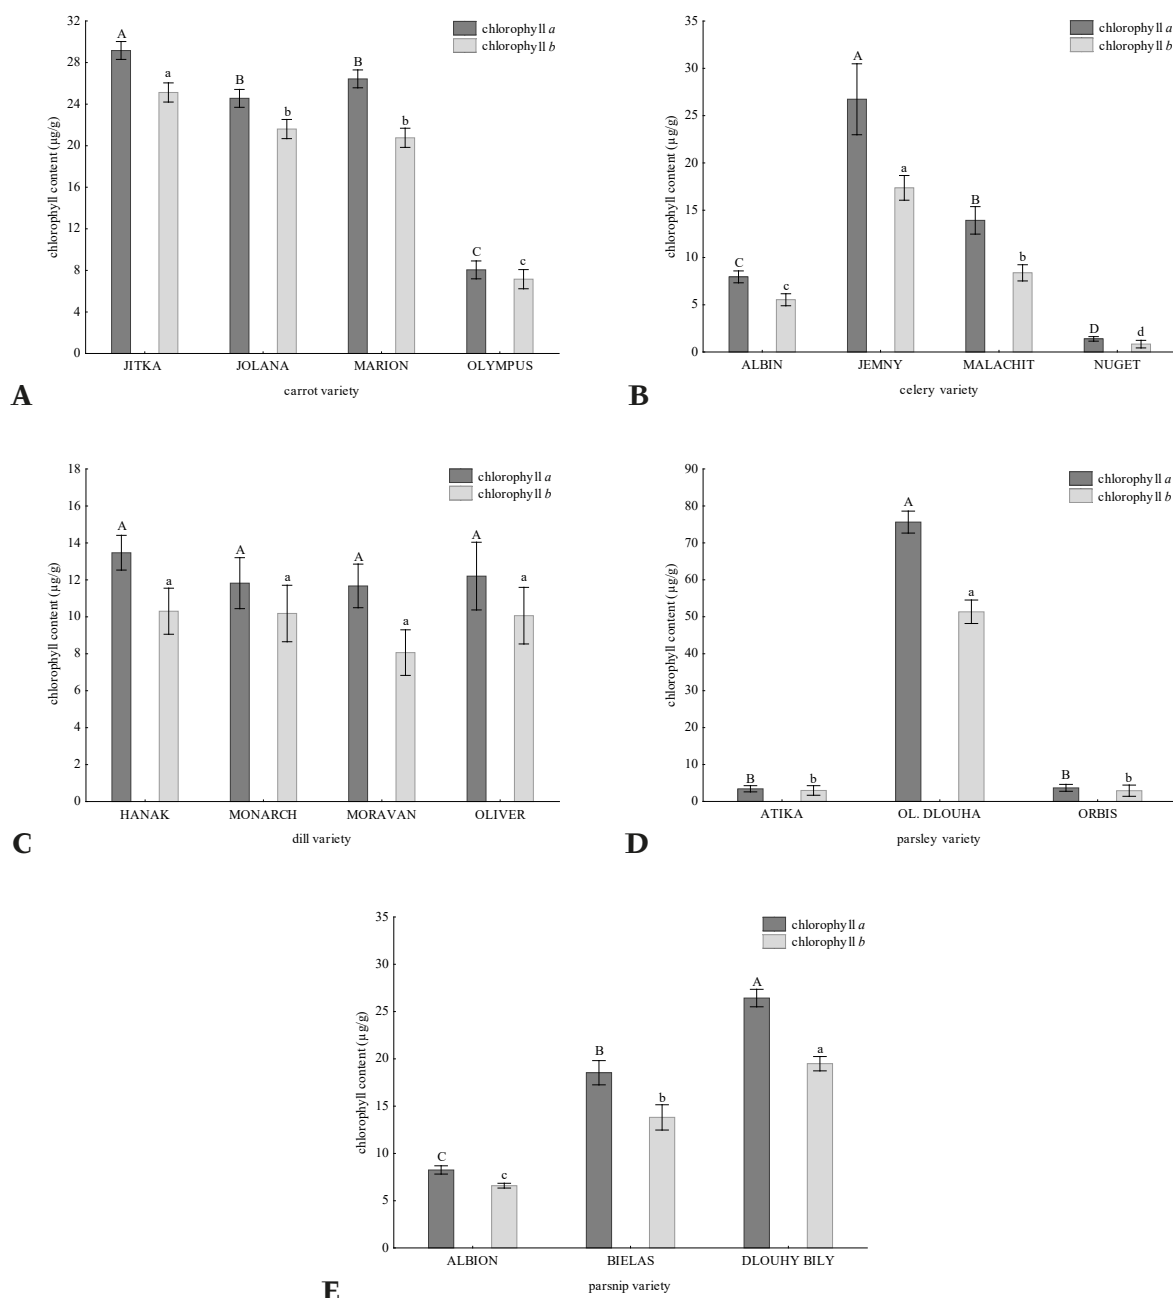 32
28
24
20
16
12
8
4
0
chlorophyll content (µg/g)
chlorophyll a
chlorophyll b
A
a
B
b
B
b
C
c
JITKA JOLANA MARION OLYMPUS
carrot variety
A
35
30
25
20
15
10
5
0
chlorophyll content (µg/g)
chlorophyll a
chlorophyll b
C
c
A
a
B
b
D
d
ALBIN JEMNY MALACHIT NUGET
celery variety
B
18
16
14
12
10
8
6
4
2
0
chlorophyll content (µg/g)
chlorophyll a
chlorophyll b
A
a
A
a
A
a
A
a
HANAK MONARCH MORAVAN OLIVER
dill variety
C
90
80
70
60
50
40
30
20
10
0
chlorophyll content (µg/g)
chlorophyll a
chlorophyll b
B
b
A
a
B
b
ATIKA OL. DLOUHA ORBIS
parsley variety
D
35
30
25
20
15
10
5
0
chlorophyll content (µg/g)
chlorophyll a
chlorophyll b
C
c
B
b
A
a
ALBION BIELAS DLOUHY BILY
parsnip variety
E